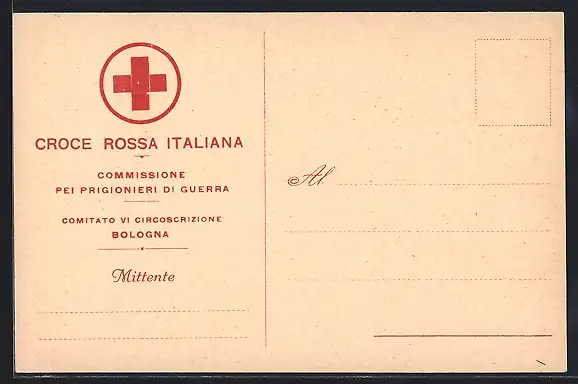 CROCE ROSSA ITALIANA
COMMISSIONE
PEI PRIGIONIERI DI GUERRA
COMITATO VI CIRCOSCRIZIONE
BOLOGNA
Mittente
Al